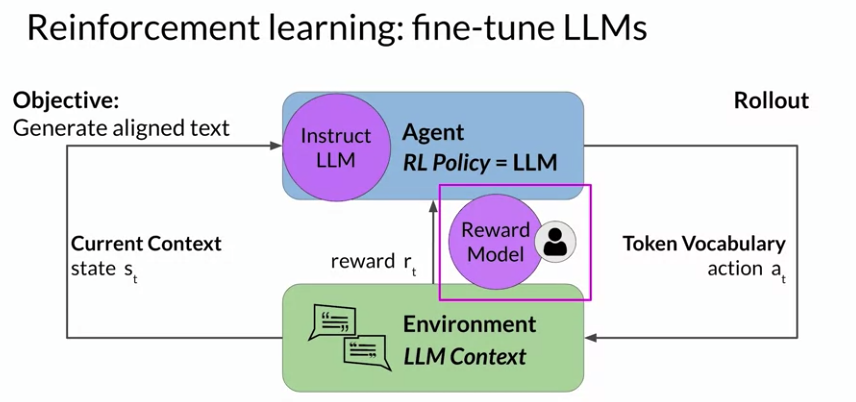 Reinforcement learning: fine-tune LLMs
Objective:
Generate aligned text
Rollout
Instruct
LLM
Agent
RL Policy = LLM
Current Context
state s_t
reward r_t
Reward
Model
Token Vocabulary
action a_t
Environment
LLM Context